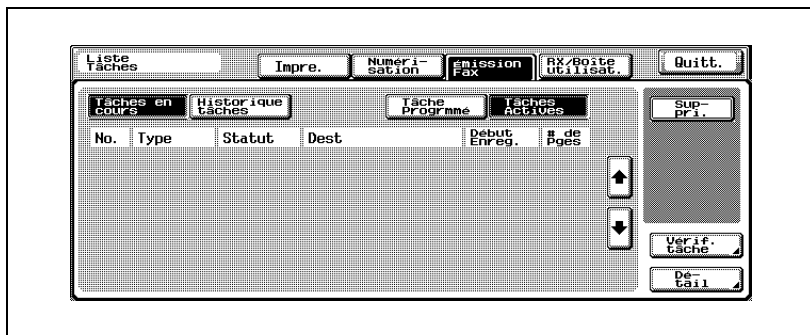 Liste
Tâches
Impre.
Numéri-
sation
émission
Fax
RX/Boîte
utilisat.
Quitt.
Tâches en
cours
Historique
tâches
Tâche
Progrmmé
Tâches
Actives
Sup-
pri.
No. Type Statut Dest Début
Enreg. # de
Pges
Vérif.
tâche
Dé-
tail